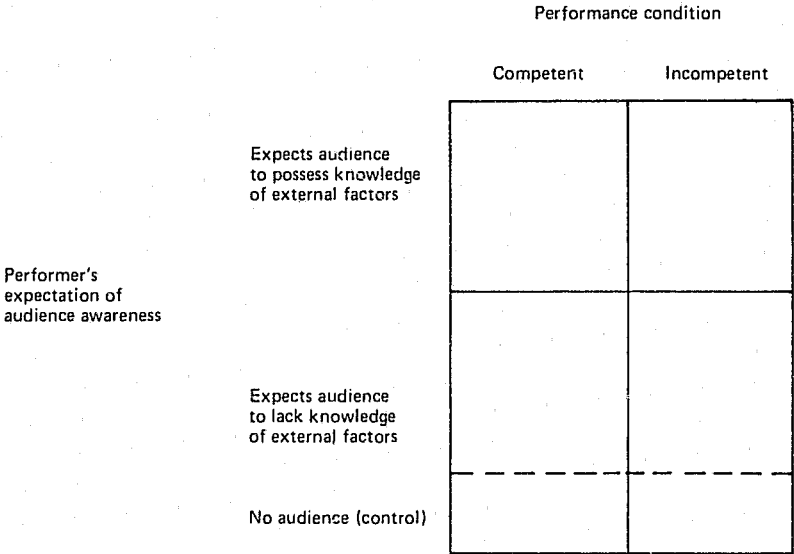 Performance condition
Competent
Incompetent
Expects audience
to possess knowledge
of external factors
Performer's
expectation of
audience awareness
Expects audience
to lack knowledge
of external factors
No audience (control)